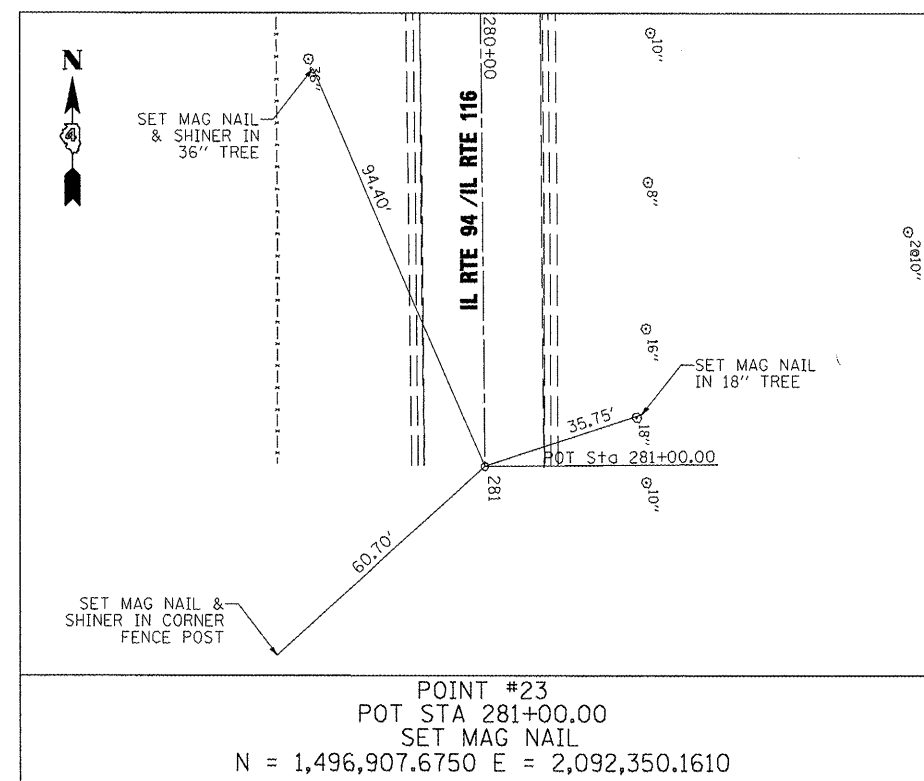 N
4
SET MAG NAIL
& SHINER IN
36" TREE
36"
94.40'
280+00
IL RTE 94 /IL RTE 116
10"
8"
2@10"
16"
SET MAG NAIL
IN 18" TREE
35.75'
18"
POT Sta 281+00.00
281
10"
60.70'
SET MAG NAIL &
SHINER IN CORNER
FENCE POST
POINT #23
POT STA 281+00.00
SET MAG NAIL
N = 1,496,907.6750 E = 2,092,350.1610